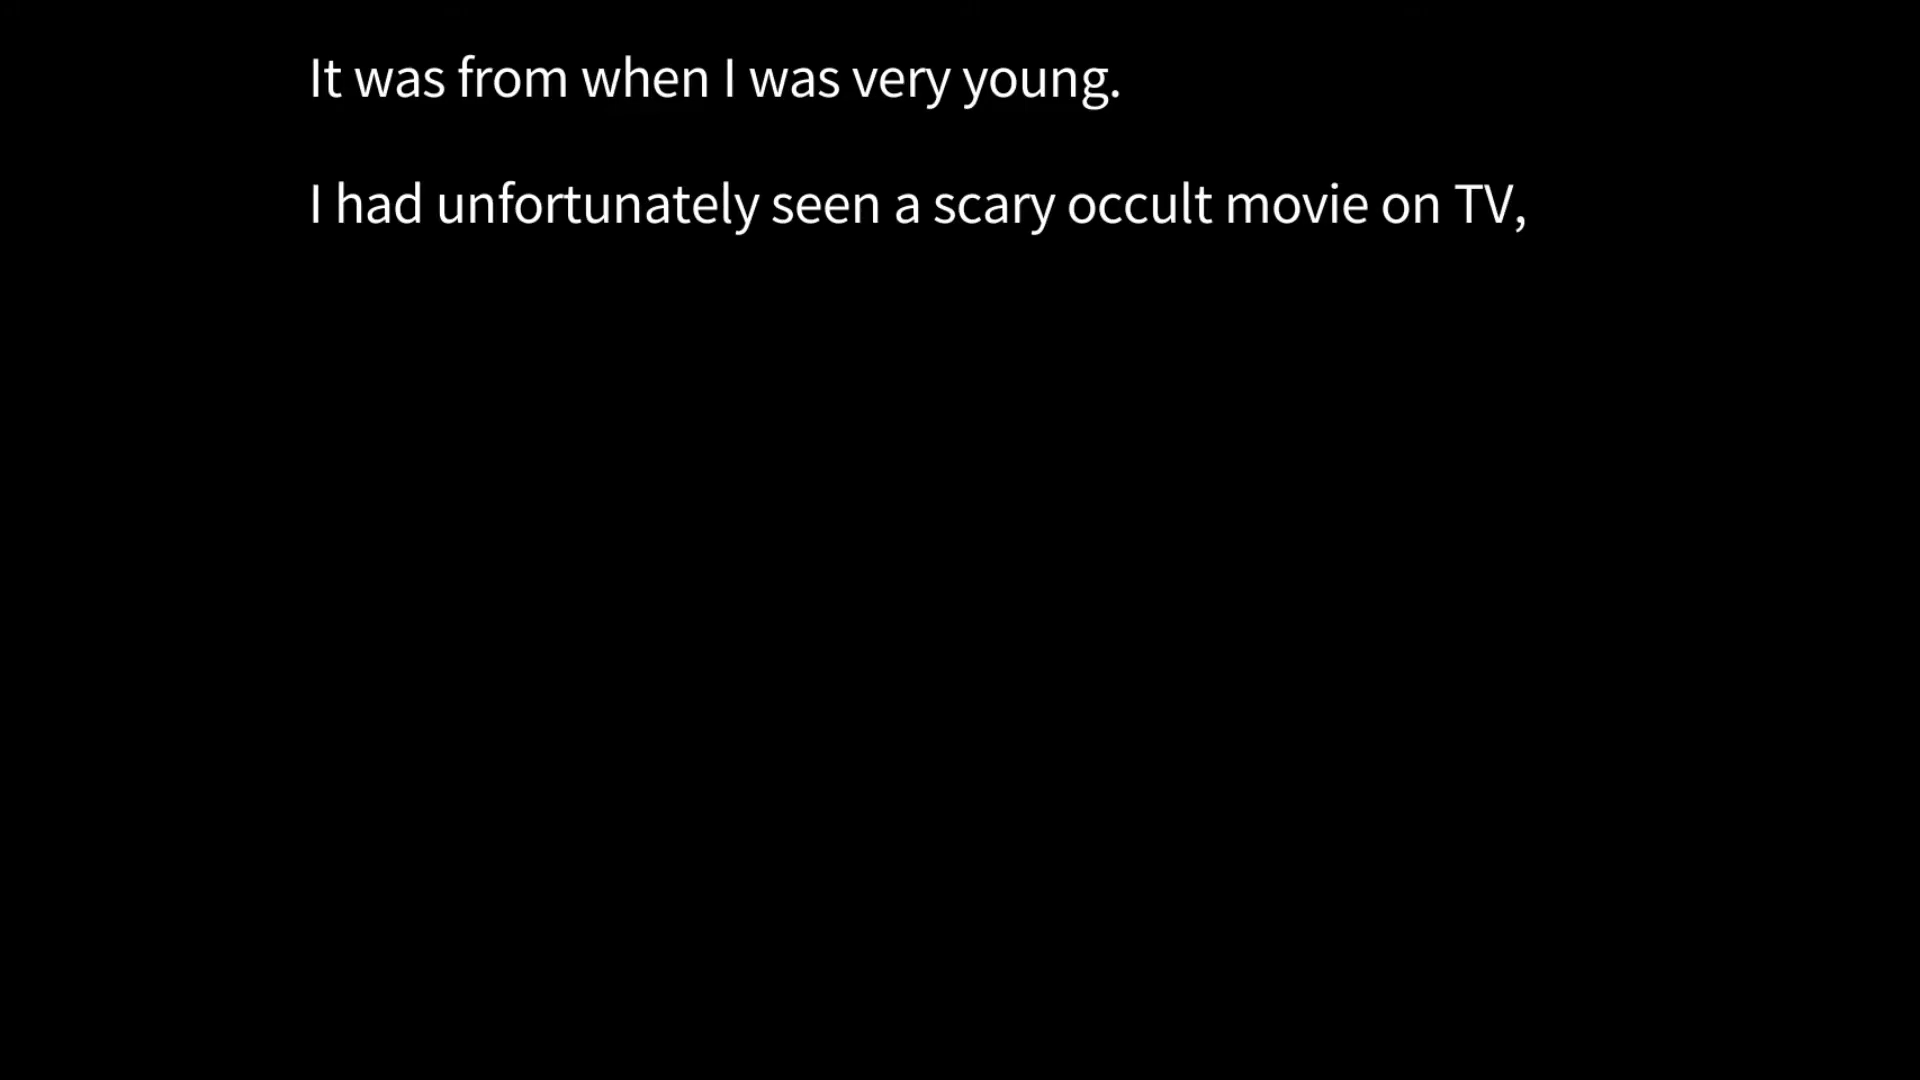 It was from when I was very young.
I had unfortunately seen a scary occult movie on TV,